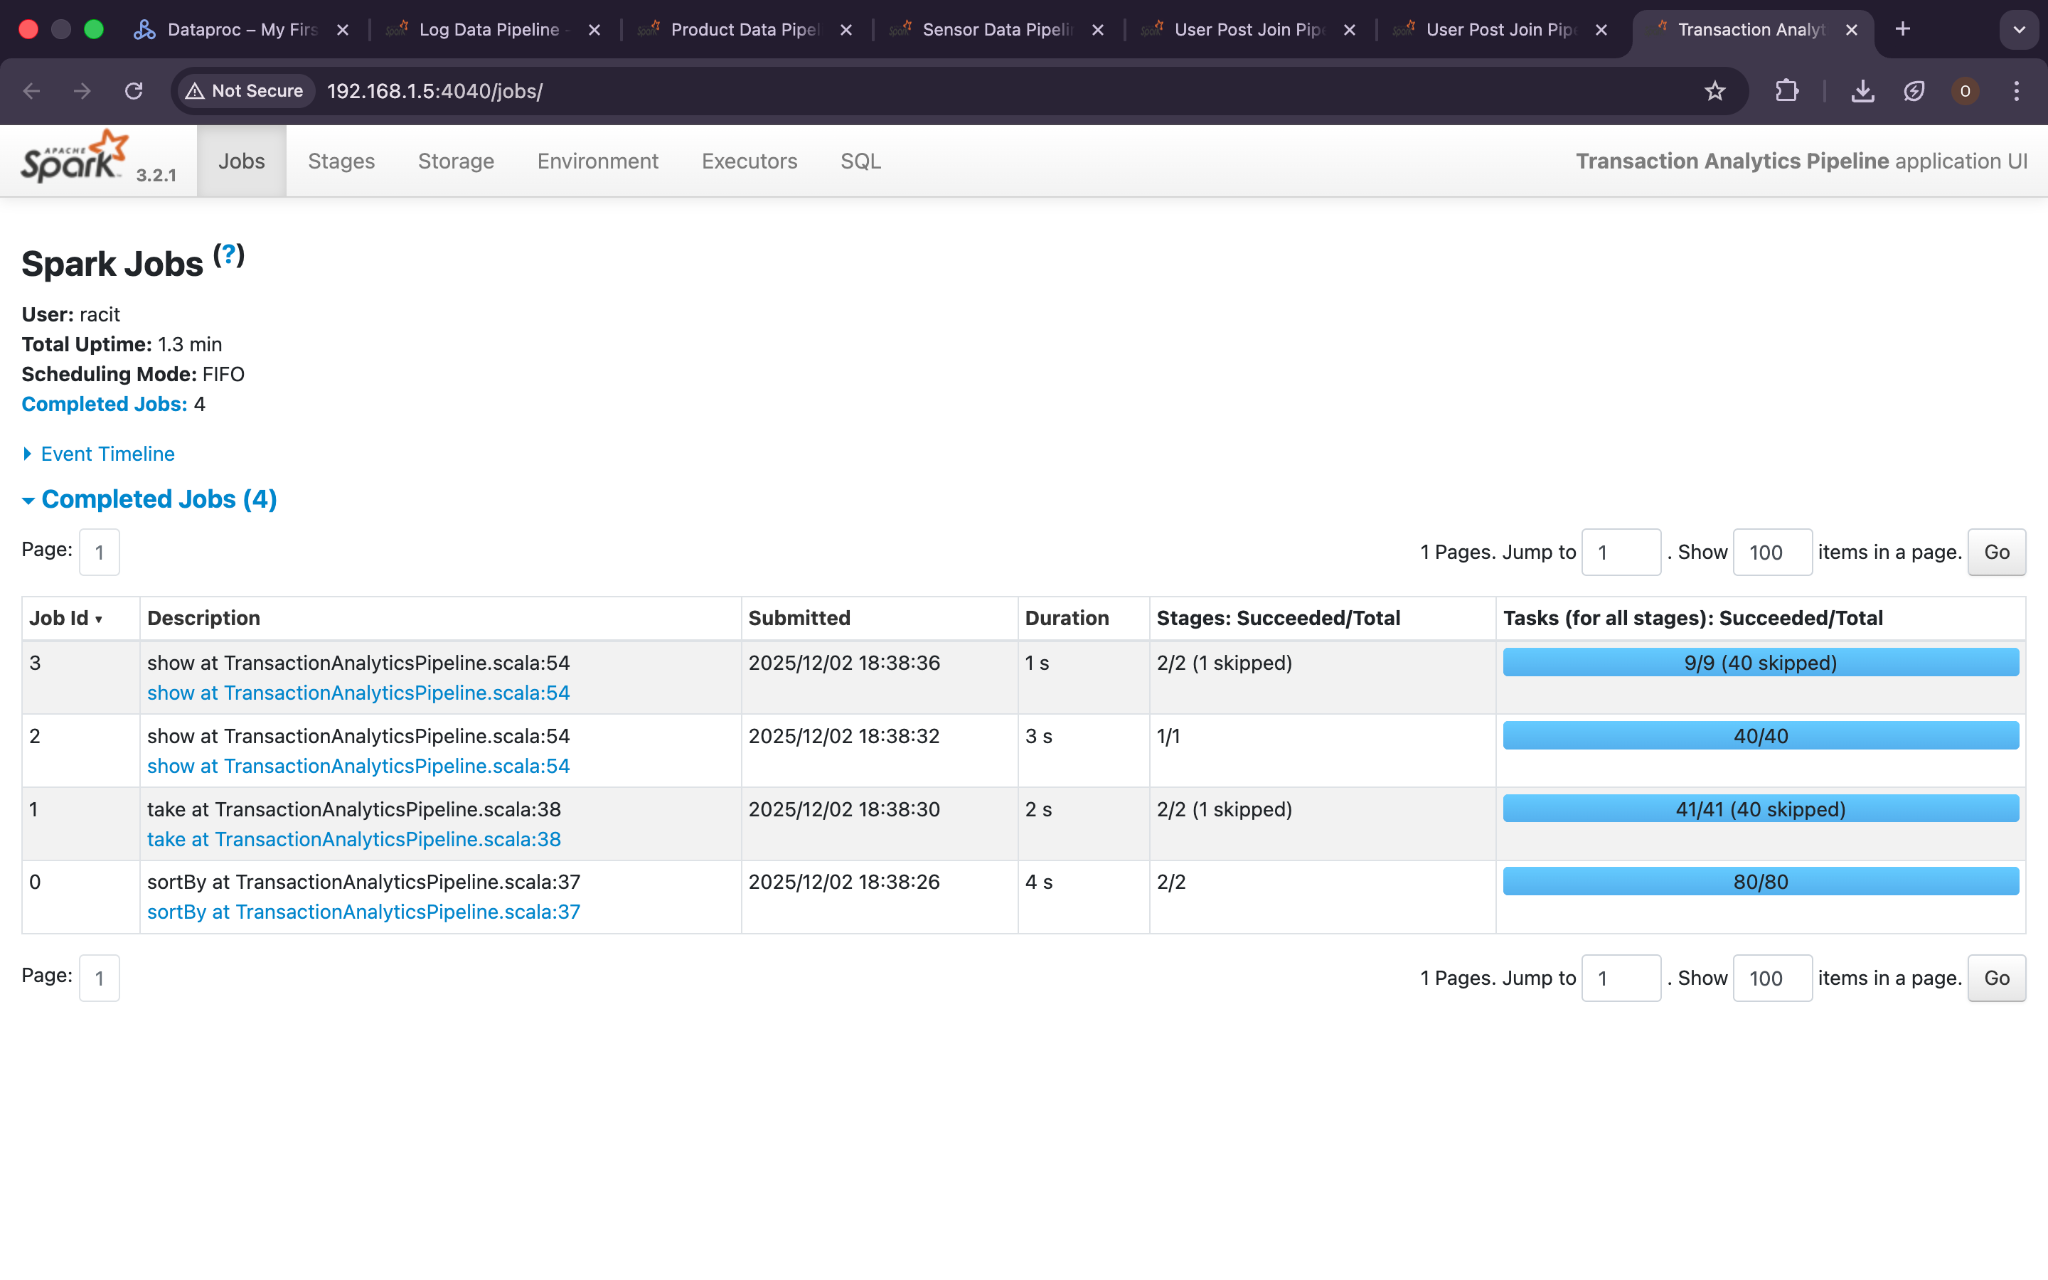 Dataproc – My Firs
Log Data Pipeline -
Product Data Pipel
Sensor Data Pipeli
User Post Join Pip
User Post Join Pip
Transaction Analyt
Not Secure
192.168.1.5:4040/jobs/
O
APACHE
Spark 3.2.1
Jobs
Stages
Storage
Environment
Executors
SQL
Transaction Analytics Pipeline application UI
Spark Jobs (?)
User: racit
Total Uptime: 1.3 min
Scheduling Mode: FIFO
Completed Jobs: 4
Event Timeline
Completed Jobs (4)
Page: 1
1 Pages. Jump to 1 . Show 100 items in a page. Go
Job Id ▾ Description Submitted Duration Stages: Succeeded/Total Tasks (for all stages): Succeeded/Total
3 show at TransactionAnalyticsPipeline.scala:54 2025/12/02 18:38:36 1 s 2/2 (1 skipped) 9/9 (40 skipped)
show at TransactionAnalyticsPipeline.scala:54
2 show at TransactionAnalyticsPipeline.scala:54 2025/12/02 18:38:32 3 s 1/1 40/40
show at TransactionAnalyticsPipeline.scala:54
1 take at TransactionAnalyticsPipeline.scala:38 2025/12/02 18:38:30 2 s 2/2 (1 skipped) 41/41 (40 skipped)
take at TransactionAnalyticsPipeline.scala:38
0 sortBy at TransactionAnalyticsPipeline.scala:37 2025/12/02 18:38:26 4 s 2/2 80/80
sortBy at TransactionAnalyticsPipeline.scala:37
Page: 1
1 Pages. Jump to 1 . Show 100 items in a page. Go